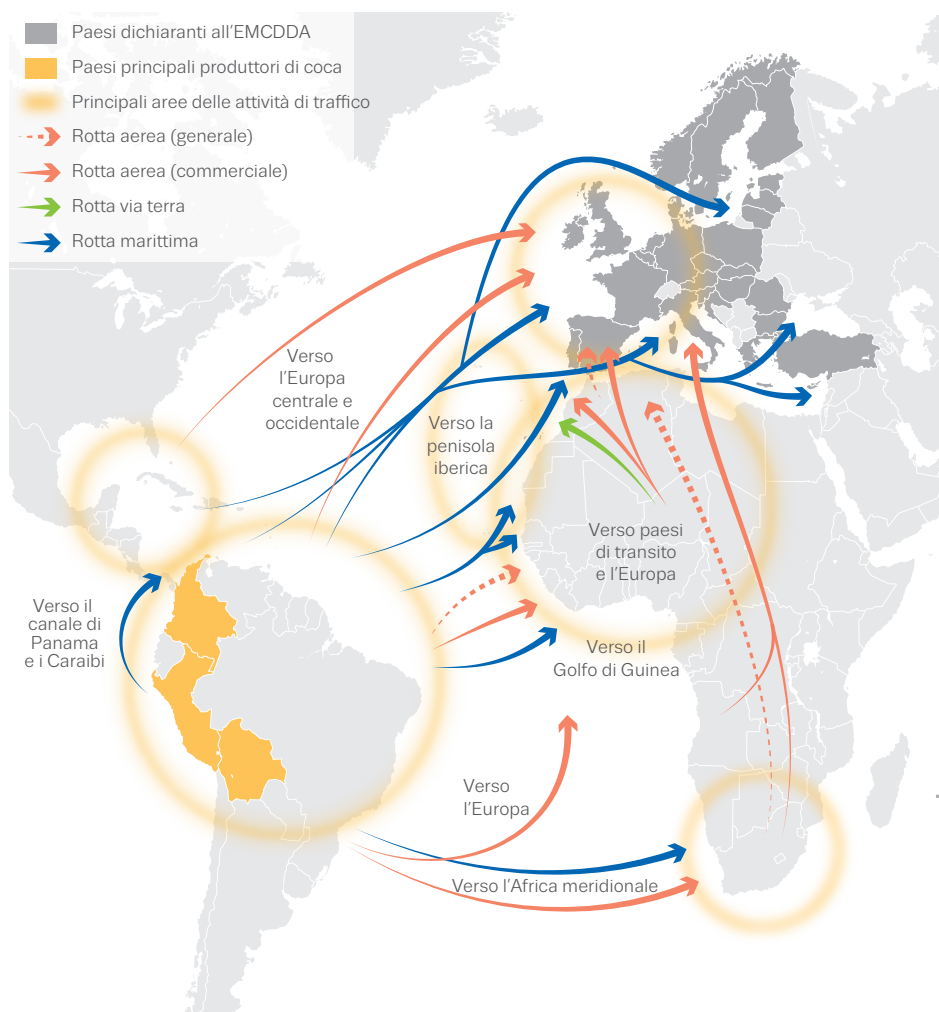 Paesi dichiaranti all'EMCDDA
Paesi principali produttori di coca
Principali aree delle attività di traffico
Rotta aerea (generale)
Rotta aerea (commerciale)
Rotta via terra
Rotta marittima
Verso
l'Europa
centrale e
occidentale
Verso la
penisola
iberica
Verso paesi
di transito
e l'Europa
Verso il
canale di
Panama
e i Caraibi
Verso il
Golfo di Guinea
Verso
l'Europa
Verso l'Africa meridionale